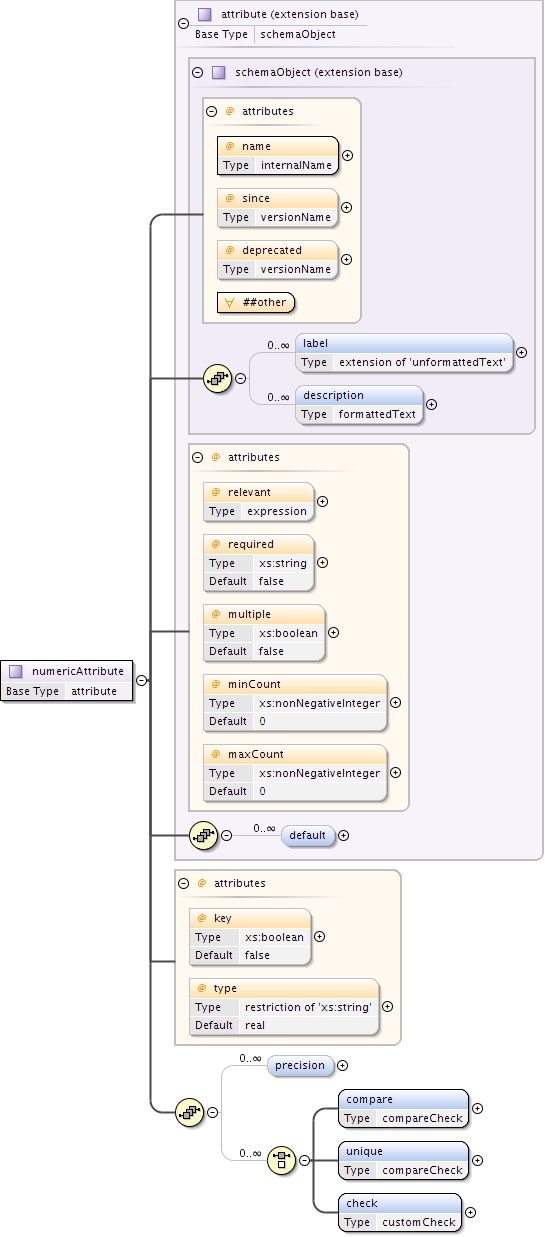 attribute (extension base)
Base Type schemaObject
schemaObject (extension base)
@ attributes
@ name
Type internalName
@ since
Type versionName
@ deprecated
Type versionName
∀ ##other
0..∞
label
Type extension of 'unformattedText'
0..∞
description
Type formattedText
@ attributes
@ relevant
Type expression
@ required
Type xs:string
Default false
@ multiple
Type xs:boolean
Default false
numericAttribute
Base Type attribute
@ minCount
Type xs:nonNegativeInteger
Default 0
@ maxCount
Type xs:nonNegativeInteger
Default 0
0..∞ default
@ attributes
@ key
Type xs:boolean
Default false
@ type
Type restriction of 'xs:string'
Default real
0..∞ precision
compare
Type compareCheck
0..∞
unique
Type compareCheck
check
Type customCheck